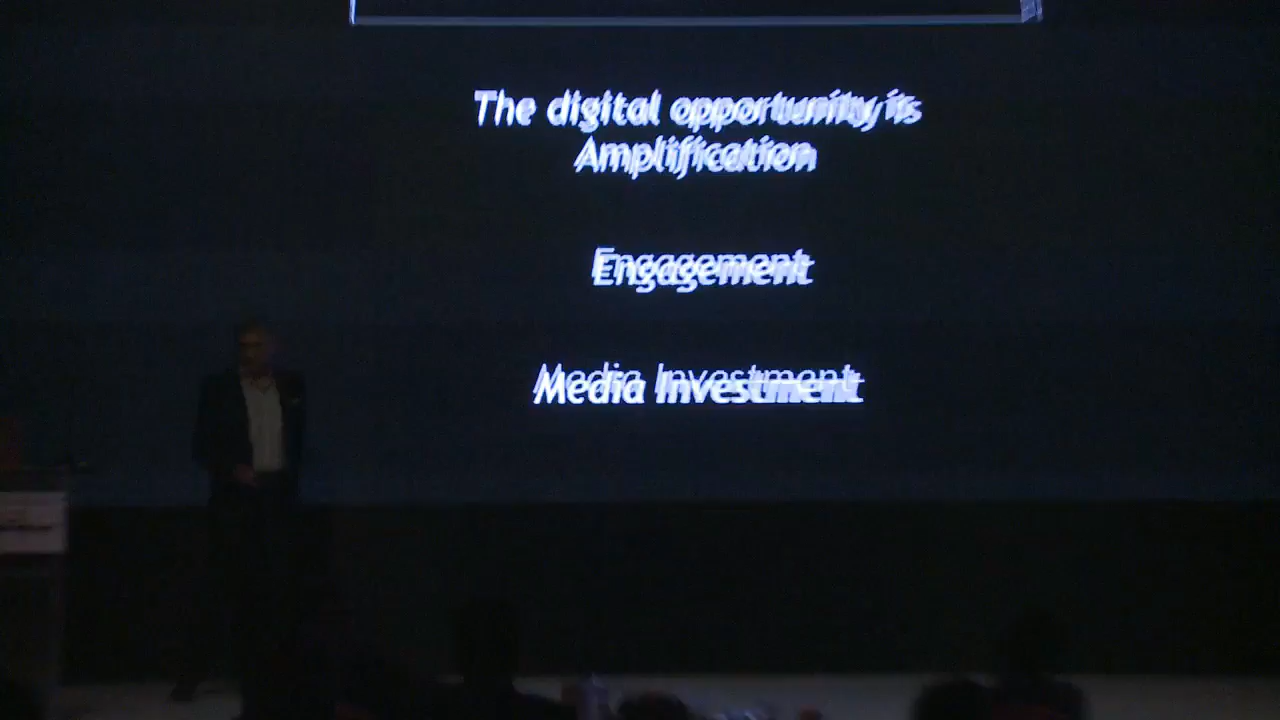 The digital opportunity is
Amplification
Engagement
Media Investment